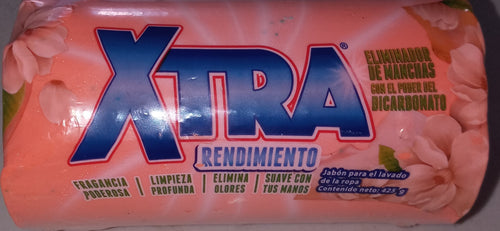 XTRA®
RENDIMIENTO
ELIMINADOR
DE MANCHAS
CON EL PODER DEL
BICARBONATO
FRAGANCIA
PODEROSA
LIMPIEZA
PROFUNDA
ELIMINA
OLORES
SUAVE CON
TUS MANOS
Jabón para el lavado
de la ropa
Contenido neto: 425 g